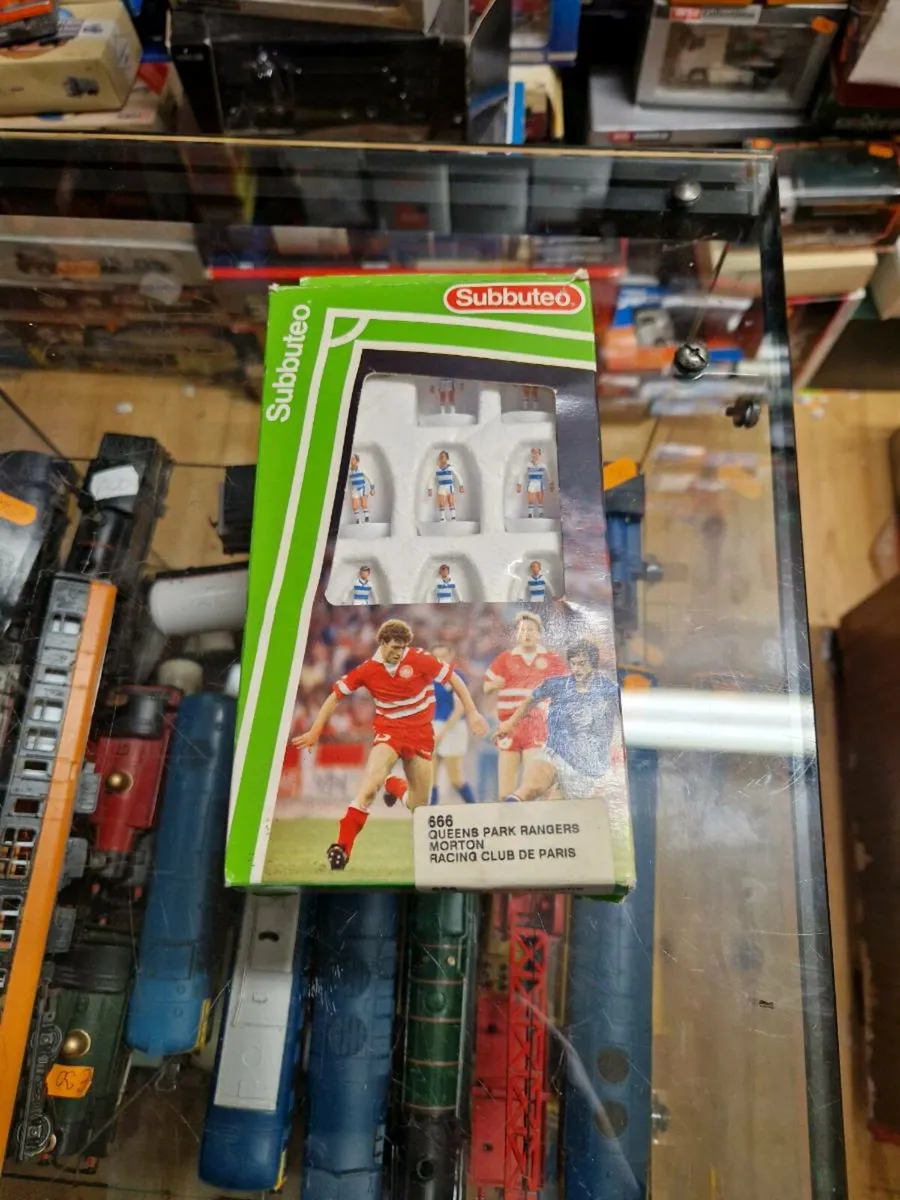 Subbuteo
Subbuteo
666
QUEENS PARK RANGERS
MORTON
RACING CLUB DE PARIS